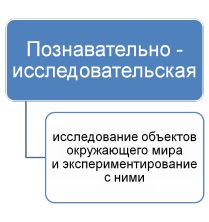 Познавательно -
исследовательская
исследование объектов
окружающего мира
и экспериментирование
с ними